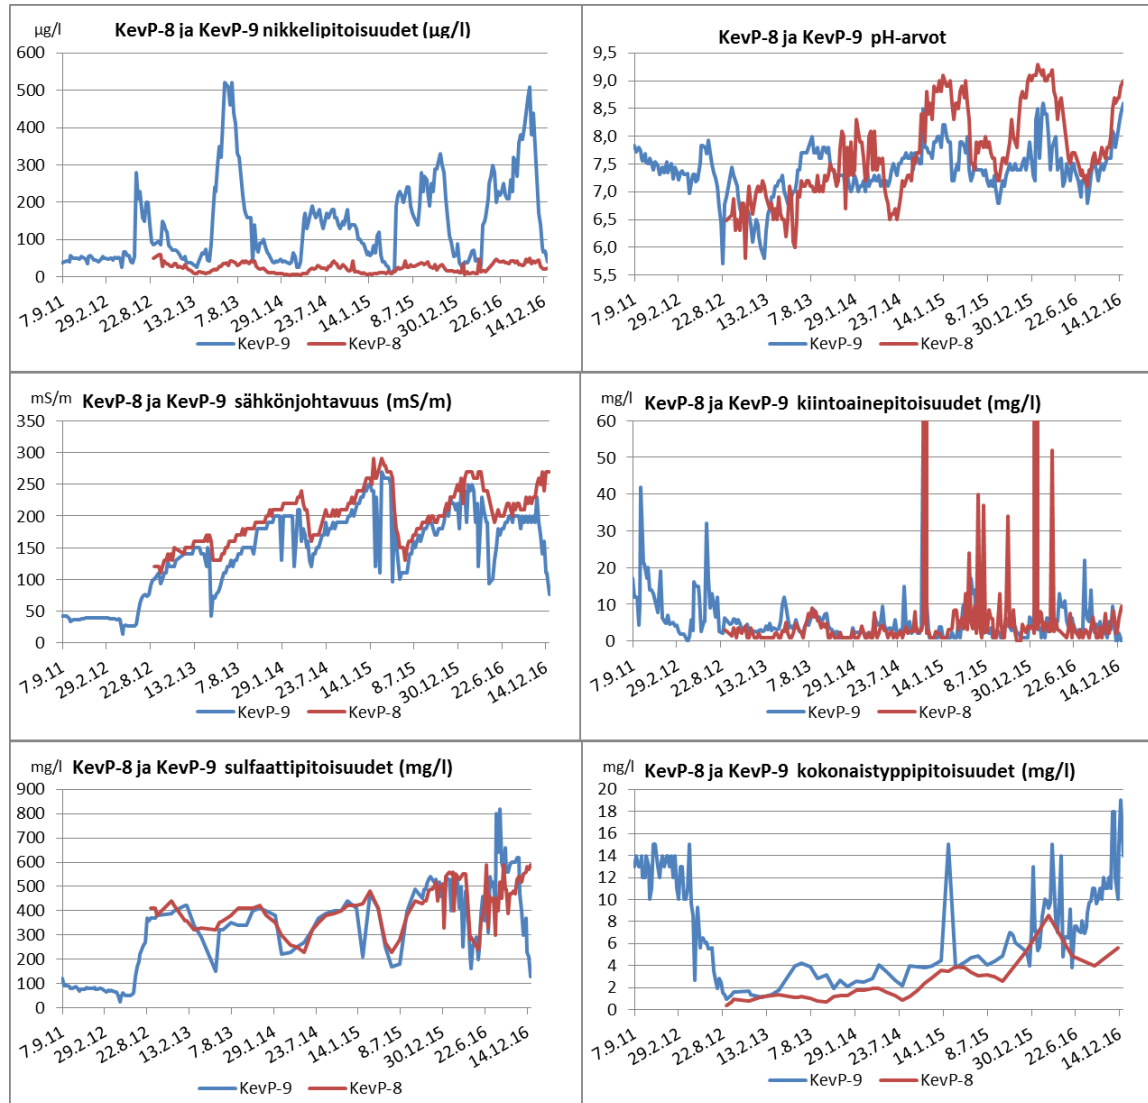 µg/l
KevP-8 ja KevP-9 nikkelipitoisuudet (µg/l)
600
500
400
300
200
100
0
7.9.11 29.2.12 22.8.12 13.2.13 7.8.13 29.1.14 23.7.14 14.1.15 8.7.15 30.12.15 22.6.16 14.12.16
KevP-9 KevP-8
KevP-8 ja KevP-9 pH-arvot
9,5
9,0
8,5
8,0
7,5
7,0
6,5
6,0
5,5
7.9.11 29.2.12 22.8.12 13.2.13 7.8.13 29.1.14 23.7.14 14.1.15 8.7.15 30.12.15 22.6.16 14.12.16
KevP-9 KevP-8
mS/m
KevP-8 ja KevP-9 sähkönjohtavuus (mS/m)
350
300
250
200
150
100
50
0
7.9.11 29.2.12 22.8.12 13.2.13 7.8.13 29.1.14 23.7.14 14.1.15 8.7.15 30.12.15 22.6.16 14.12.16
KevP-9 KevP-8
mg/l
KevP-8 ja KevP-9 kiintoainepitoisuudet (mg/l)
60
50
40
30
20
10
0
7.9.11 29.2.12 22.8.12 13.2.13 7.8.13 29.1.14 23.7.14 14.1.15 8.7.15 30.12.15 22.6.16 14.12.16
KevP-9 KevP-8
mg/l
KevP-8 ja KevP-9 sulfaattipitoisuudet (mg/l)
900
800
700
600
500
400
300
200
100
0
7.9.11 29.2.12 22.8.12 13.2.13 7.8.13 29.1.14 23.7.14 14.1.15 8.7.15 30.12.15 22.6.16 14.12.16
KevP-9 KevP-8
mg/l
KevP-8 ja KevP-9 kokonaistyppipitoisuudet (mg/l)
20
18
16
14
12
10
8
6
4
2
0
7.9.11 29.2.12 22.8.12 13.2.13 7.8.13 29.1.14 23.7.14 14.1.15 8.7.15 30.12.15 22.6.16 14.12.16
KevP-9 KevP-8